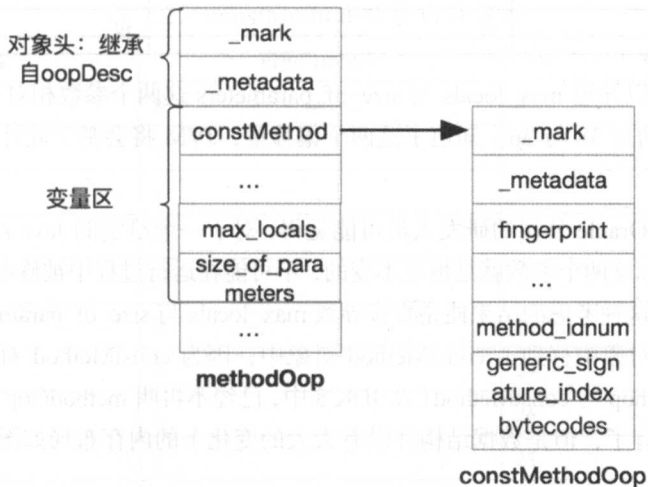 对象头：继承
自oopDesc
_mark
_metadata
constMethod
_mark
...
_metadata
变量区
max_locals
fingerprint
size_of_para
meters
...
...
method_idnum
methodOop
generic_sign
ature_index
bytecodes
constMethodOop